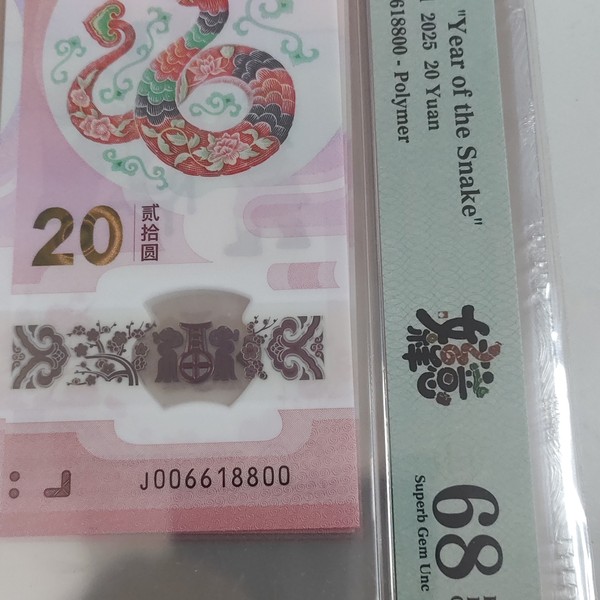 20
贰拾圆
J006618800
"Year of the Snake"
2025 20 Yuan
618800 - Polymer
68
Superb Gem Unc